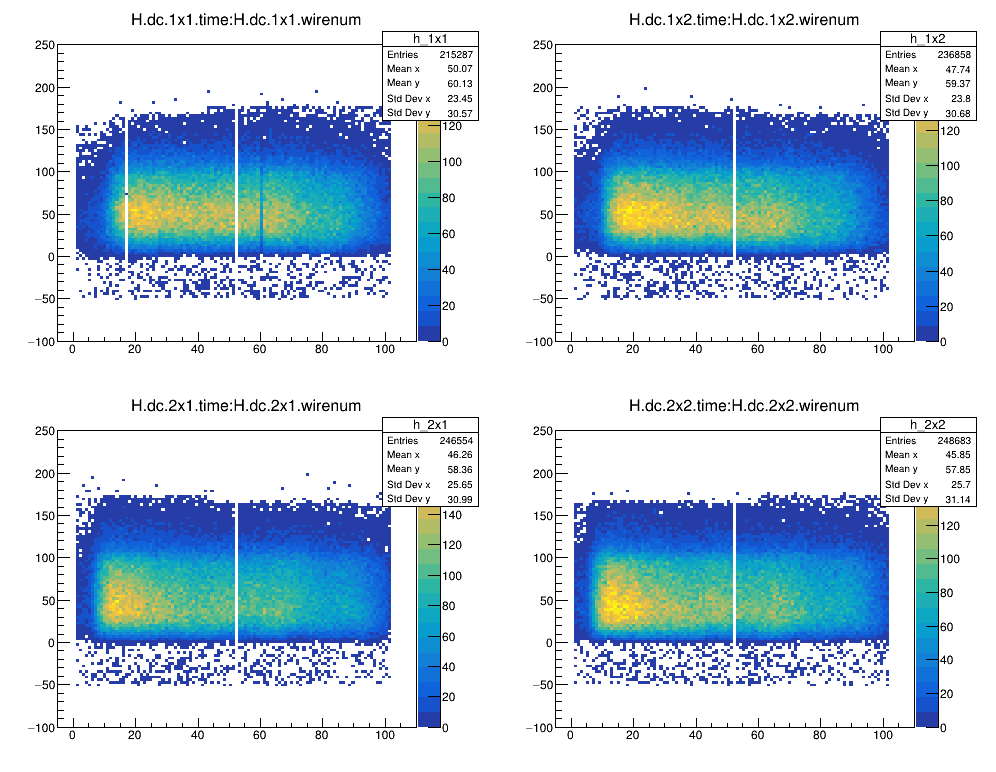 H.dc.1x1.time:H.dc.1x1.wirenum
h_1x1
Entries 215287
Mean x 50.07
Mean y 60.13
Std Dev x 23.45
Std Dev y 30.57
250
200
150
100
50
0
−50
−100
0 20 40 60 80 100
120
100
80
60
40
20
0
H.dc.1x2.time:H.dc.1x2.wirenum
h_1x2
Entries 236858
Mean x 47.74
Mean y 59.37
Std Dev x 23.8
Std Dev y 30.68
250
200
150
100
50
0
−50
−100
0 20 40 60 80 100
120
100
80
60
40
20
0
H.dc.2x1.time:H.dc.2x1.wirenum
h_2x1
Entries 246554
Mean x 46.26
Mean y 58.36
Std Dev x 25.65
Std Dev y 30.99
250
200
150
100
50
0
−50
−100
0 20 40 60 80 100
140
120
100
80
60
40
20
0
H.dc.2x2.time:H.dc.2x2.wirenum
h_2x2
Entries 248683
Mean x 45.85
Mean y 57.85
Std Dev x 25.7
Std Dev y 31.14
250
200
150
100
50
0
−50
−100
0 20 40 60 80 100
120
100
80
60
40
20
0